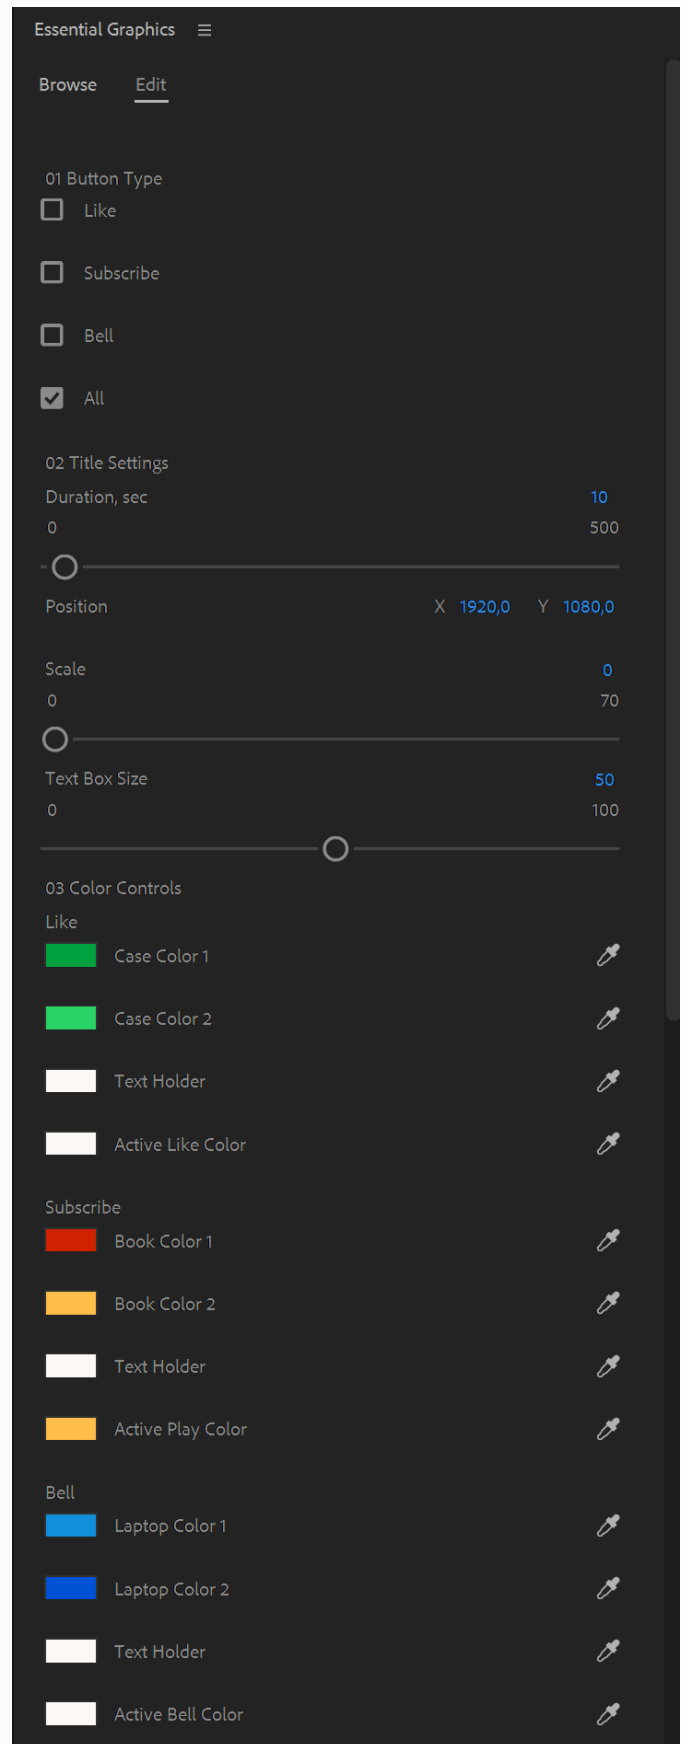 Essential Graphics
Browse Edit
01 Button Type
Like
Subscribe
Bell
All
02 Title Settings
Duration, sec 10
0 500
Position X 1920,0 Y 1080,0
Scale 0
0 70
Text Box Size 50
0 100
03 Color Controls
Like
Case Color 1
Case Color 2
Text Holder
Active Like Color
Subscribe
Book Color 1
Book Color 2
Text Holder
Active Play Color
Bell
Laptop Color 1
Laptop Color 2
Text Holder
Active Bell Color